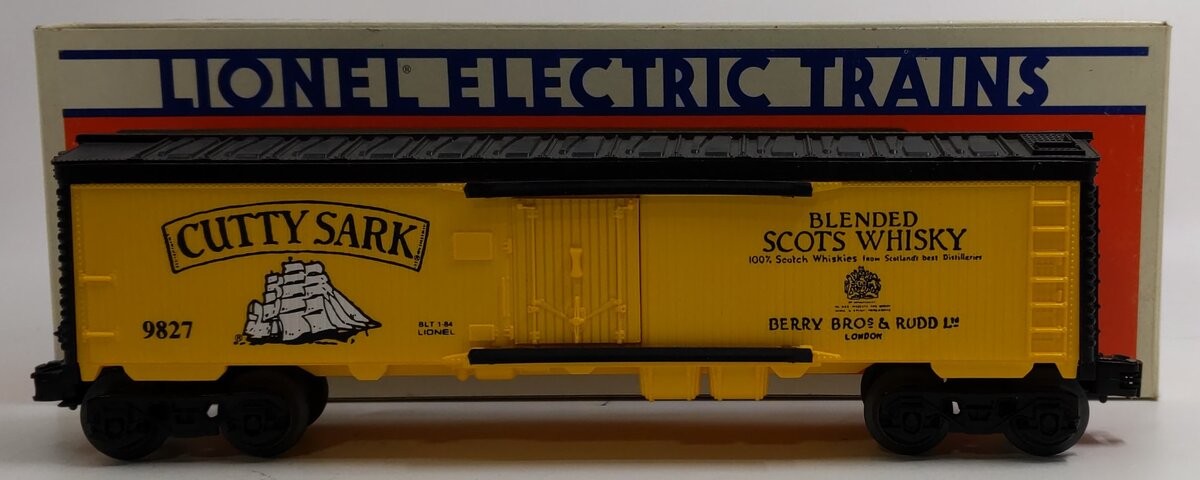 LIONEL® ELECTRIC TRAINS
CUTTY SARK
9827
BLT 1-84
LIONEL
BLENDED
SCOTS WHISKY
100% Scotch Whiskies from Scotland's best Distilleries
BERRY BROS & RUDD LTD
LONDON